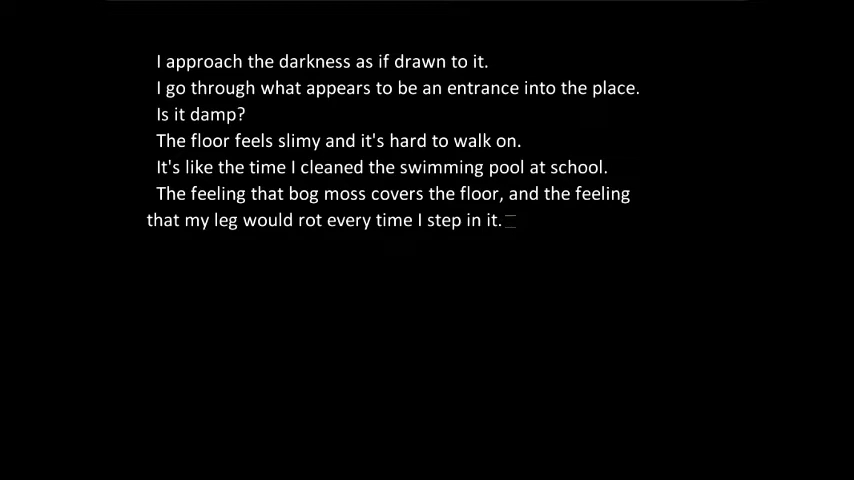 I approach the darkness as if drawn to it.
I go through what appears to be an entrance into the place.
Is it damp?
The floor feels slimy and it's hard to walk on.
It's like the time I cleaned the swimming pool at school.
The feeling that bog moss covers the floor, and the feeling
that my leg would rot every time I step in it.